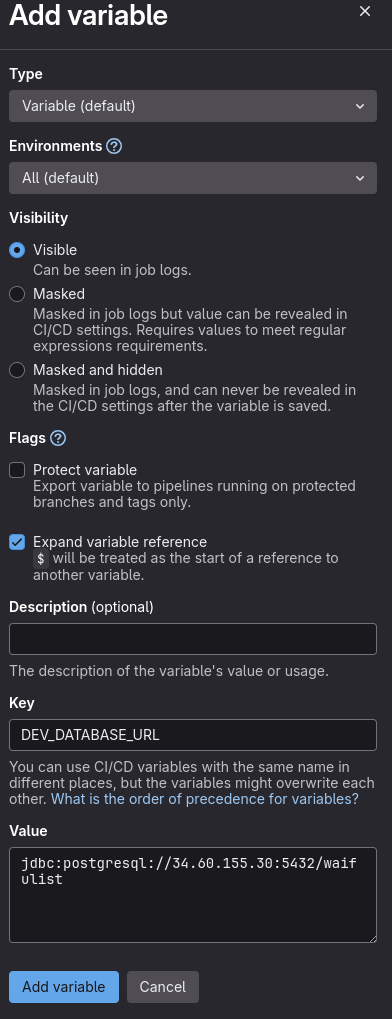 Add variable
Type
Variable (default)
Environments
All (default)
Visibility
Visible
Can be seen in job logs.
Masked
Masked in job logs but value can be revealed in
CI/CD settings. Requires values to meet regular
expressions requirements.
Masked and hidden
Masked in job logs, and can never be revealed in
the CI/CD settings after the variable is saved.
Flags
Protect variable
Export variable to pipelines running on protected
branches and tags only.
Expand variable reference
$ will be treated as the start of a reference to
another variable.
Description (optional)
The description of the variable's value or usage.
Key
DEV_DATABASE_URL
You can use CI/CD variables with the same name in
different places, but the variables might overwrite each
other. What is the order of precedence for variables?
Value
jdbc:postgresql://34.60.155.30:5432/waif
ulist
Add variable
Cancel